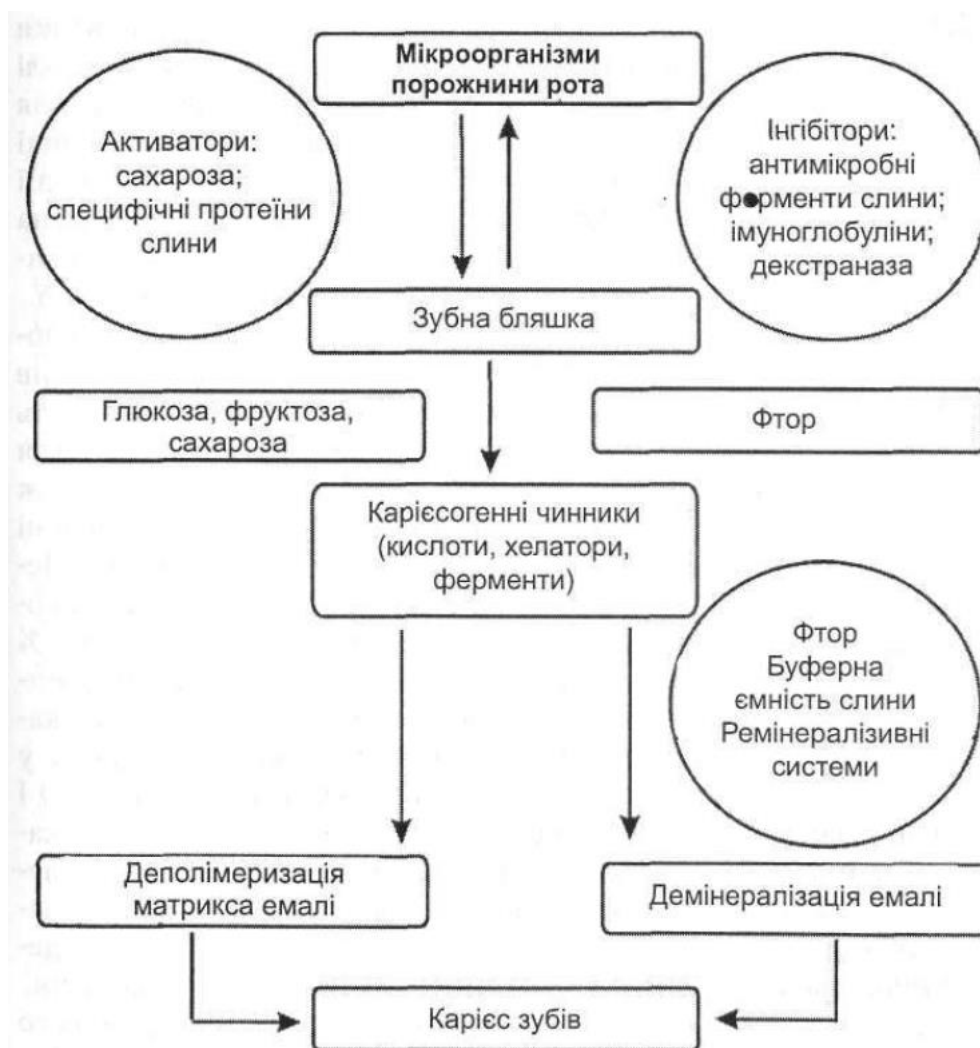 Мікроорганізми
порожнини рота
Активатори:
сахароза;
специфічні протеїни
слини
Інгібітори:
антимікробні
ферменти слини;
імуноглобуліни;
декстраназа
Зубна бляшка
Глюкоза, фруктоза,
сахароза
Фтор
Карієсогенні чинники
(кислоти, хелатори,
ферменти)
Фтор
Буферна
ємність слини
Ремінералізивні
системи
Деполімеризація
матрикса емалі
Демінералізація емалі
Карієс зубів